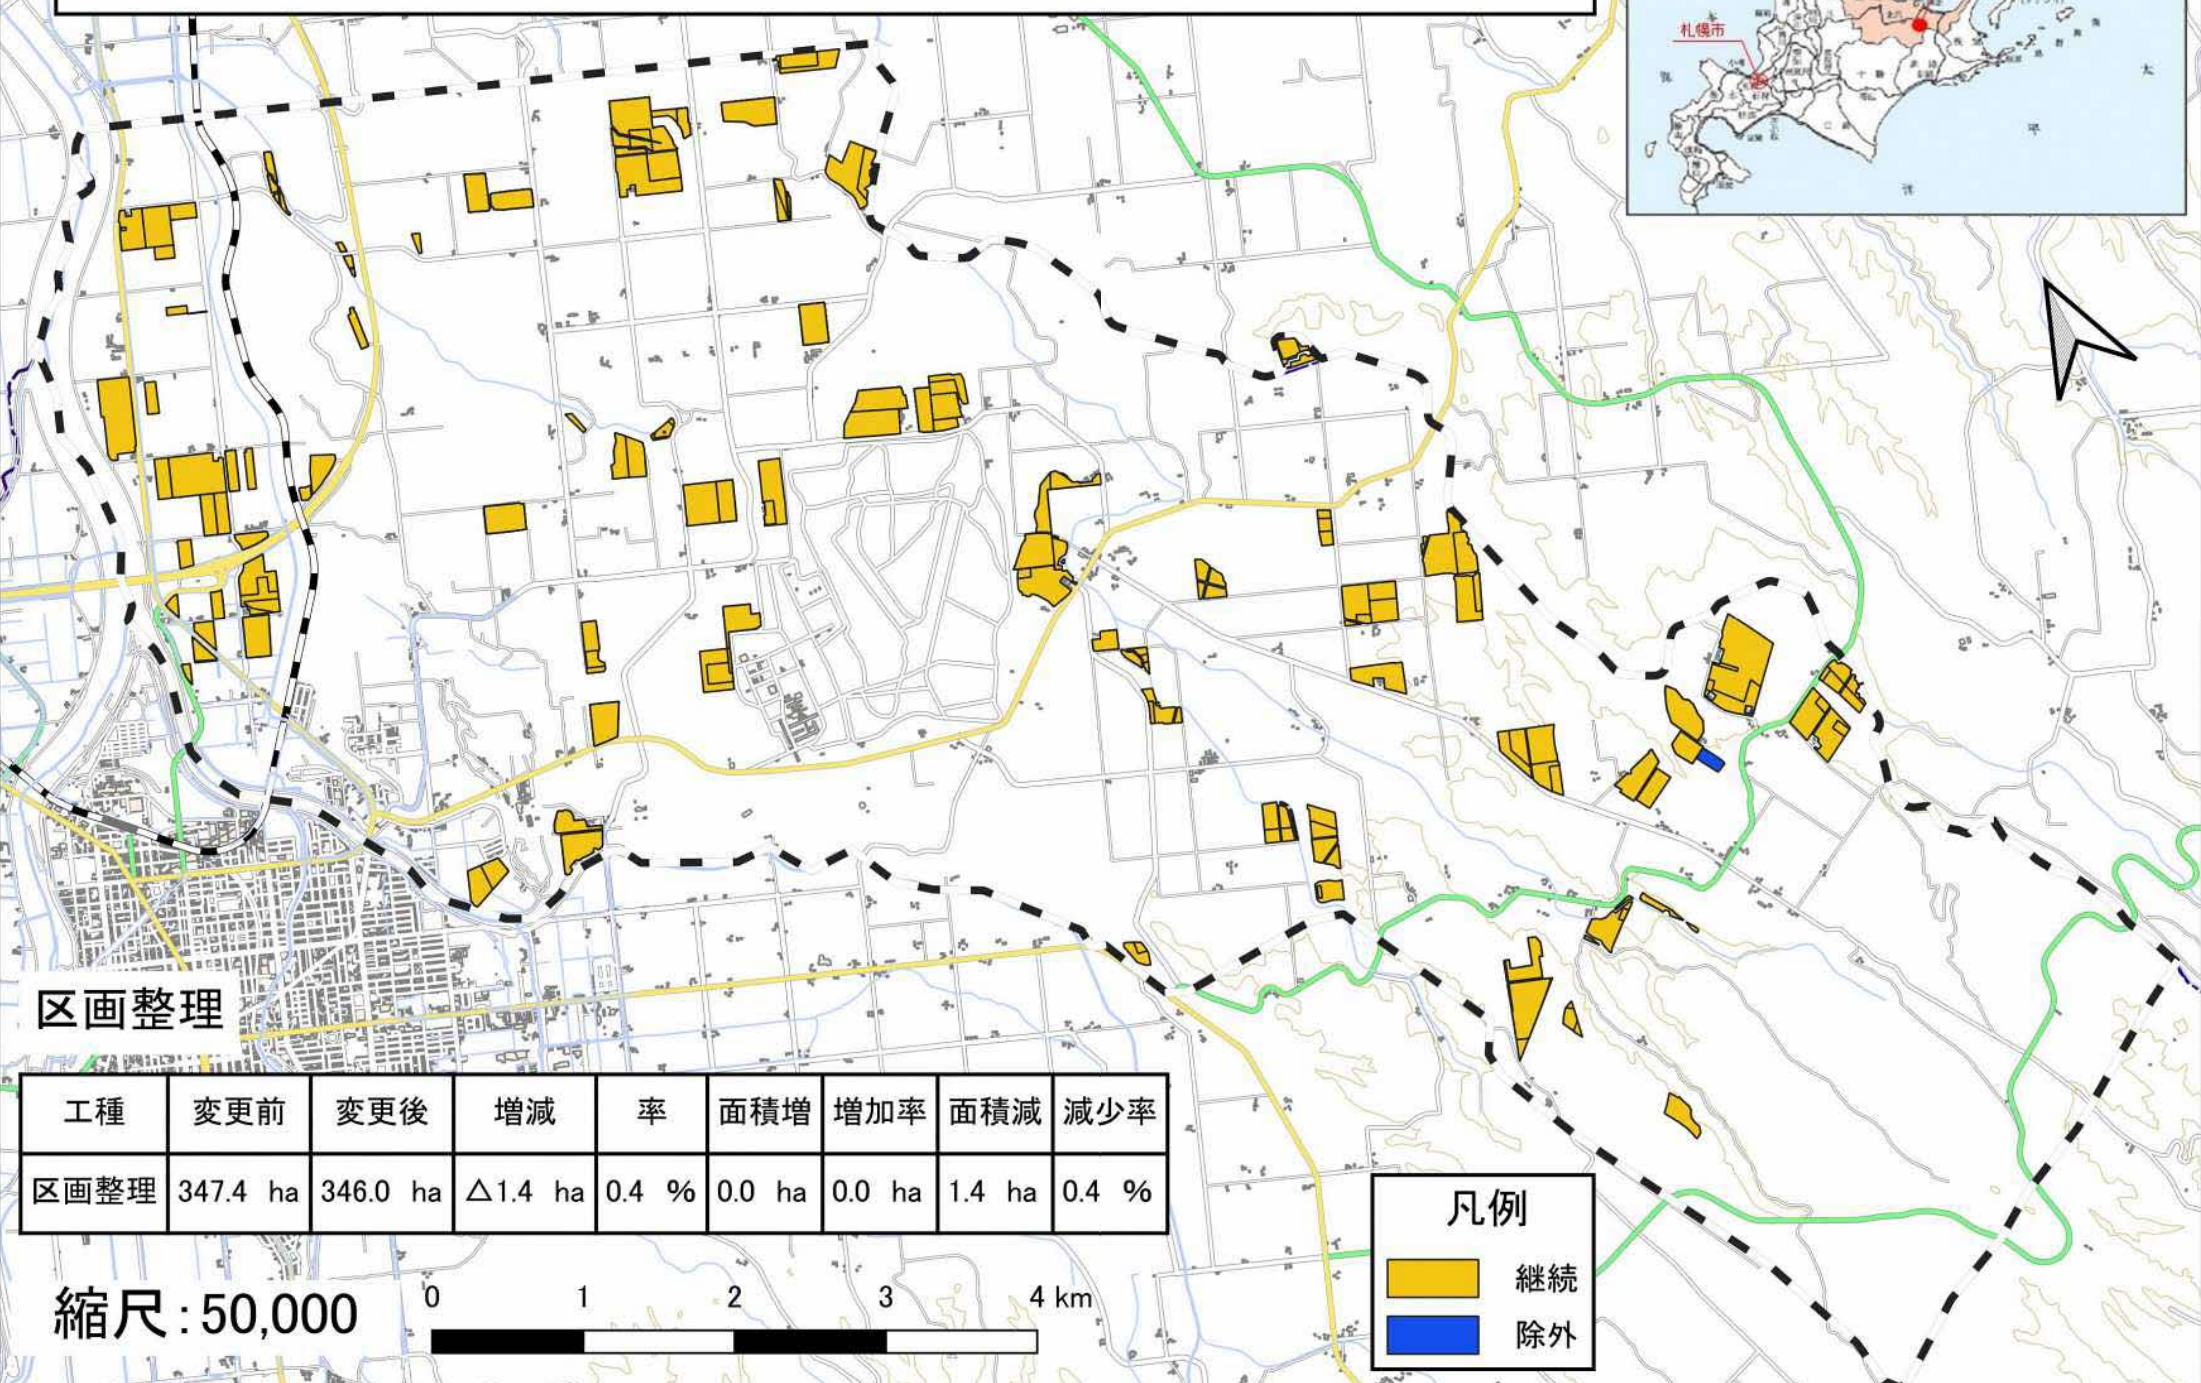 札幌市
区画整理
工種 変更前 変更後 増減 率 面積増 増加率 面積減 減少率
区画整理 347.4 ha 346.0 ha △1.4 ha 0.4 % 0.0 ha 0.0 ha 1.4 ha 0.4 %
縮尺:50,000
0 1 2 3 4 km
凡例
継続
除外